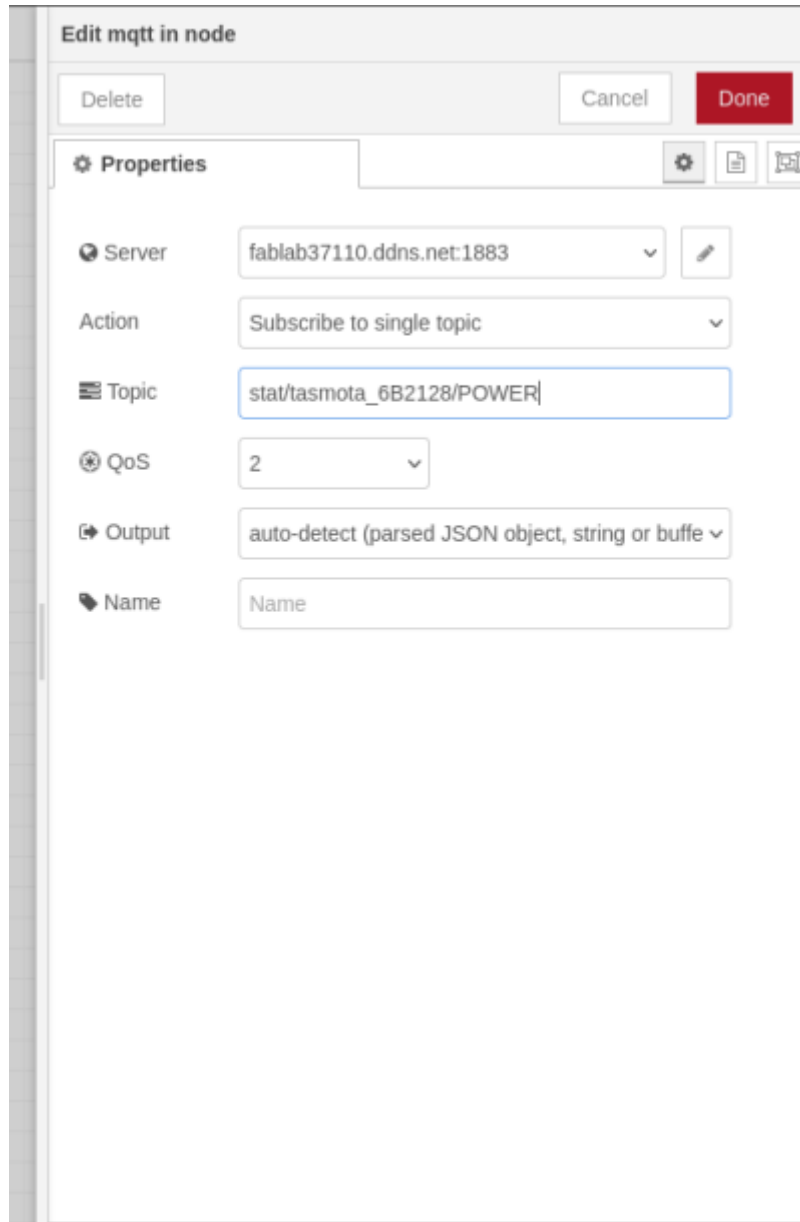 Edit mqtt in node
Delete
Cancel
Done
Properties
Server
fablab37110.ddns.net:1883
Action
Subscribe to single topic
Topic
stat/tasmota_6B2128/POWER
QoS
2
Output
auto-detect (parsed JSON object, string or buffe
Name
Name